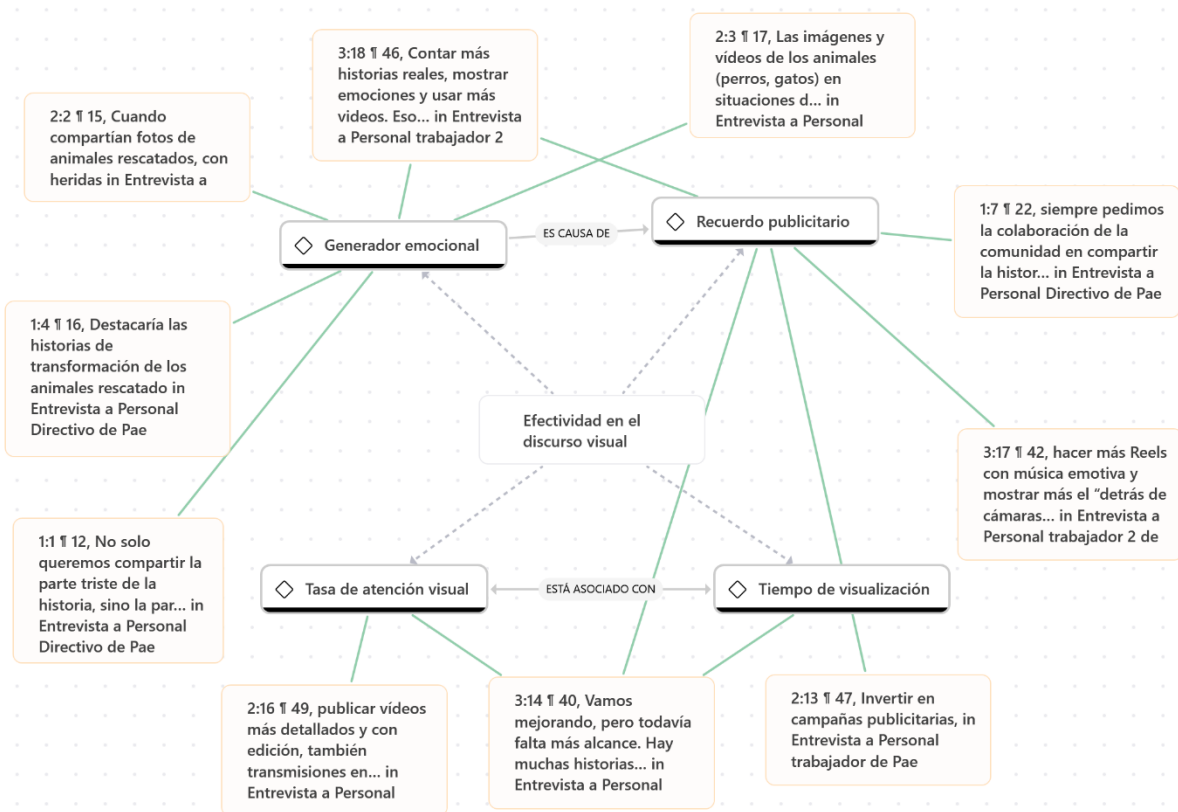 3:18 ¶ 46, Contar más
historias reales, mostrar
emociones y usar más
videos. Eso... in
Entrevista a Personal
trabajador 2
2:3 ¶ 17, Las imágenes y
vídeos de los animales
(perros, gatos) en
situaciones d... in
Entrevista a Personal
2:2 ¶ 15, Cuando
compartían fotos de
animales rescatados, con
heridas in Entrevista a
Generador emocional
ES CAUSA DE
Recuerdo publicitario
1:7 ¶ 22, siempre pedimos
la colaboración de la
comunidad en compartir
la histor... in Entrevista a
Personal Directivo de Pae
1:4 ¶ 16, Destacaría las
historias de
transformación de los
animales rescatado in
Entrevista a Personal
Directivo de Pae
Efectividad en el
discurso visual
3:17 ¶ 42, hacer más Reels
con música emotiva y
mostrar más el “detrás de
cámaras... in Entrevista a
Personal trabajador 2 de
1:1 ¶ 12, No solo
queremos compartir la
parte triste de la
historia, sino la par... in
Entrevista a Personal
Directivo de Pae
Tasa de atención visual
ESTÁ ASOCIADO CON
Tiempo de visualización
2:16 ¶ 49, publicar vídeos
más detallados y con
edición, también
transmisiones en... in
Entrevista a Personal
3:14 ¶ 40, Vamos
mejorando, pero todavía
falta más alcance. Hay
muchas historias... in
Entrevista a Personal
2:13 ¶ 47, Invertir en
campañas publicitarias, in
Entrevista a Personal
trabajador de Pae